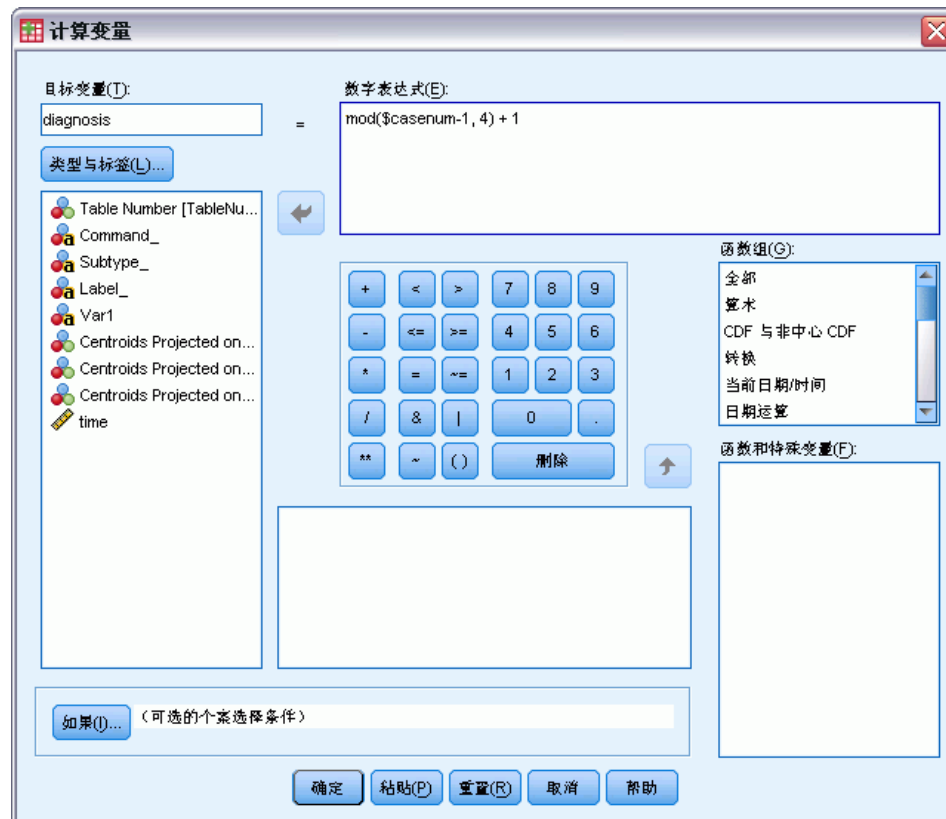 计算变量
目标变量(T):
diagnosis
=
类型与标签(L)...
数字表达式(E):
mod($casenum-1, 4) + 1
Table Number [TableNu...
Command_
Subtype_
Label_
Var1
Centroids Projected on...
Centroids Projected on...
Centroids Projected on...
time
+ < > 7 8 9
- <= >= 4 5 6
* = ~= 1 2 3
/ & | 0 .
** ~ ( ) 删除
函数组(G):
全部
算术
CDF 与非中心 CDF
转换
当前日期/时间
日期运算
函数和特殊变量(F):
如果(I)...
(可选的个案选择条件)
确定 粘贴(P) 重置(R) 取消 帮助